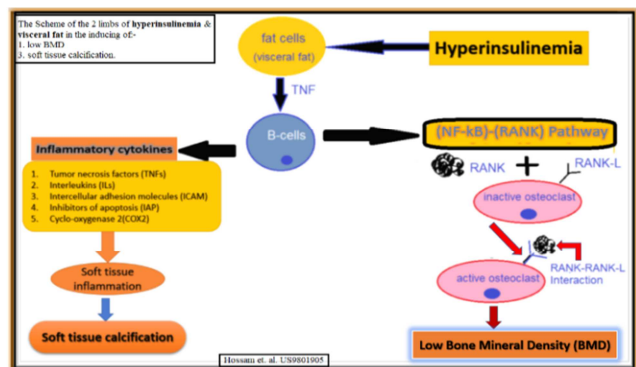 The Scheme of the 2 limbs of hyperinsulinemia &
visceral fat in the inducing of:-
1. low BMD
3. soft tissue calcification.
fat cells
(visceral fat)
Hyperinsulinemia
TNF
B-cells
Inflammatory cytokines
1. Tumor necrosis factors (TNFs)
2. Interleukins (ILs)
3. Intercellular adhesion molecules (ICAM)
4. Inhibitors of apoptosis (IAP)
5. Cyclo-oxygenase 2(COX2)
Soft tissue
inflammation
Soft tissue calcification
(NF-kB)-(RANK) Pathway
RANK
RANK-L
inactive osteoclast
active osteoclast
RANK-RANK-L
Interaction
Low Bone Mineral Density (BMD)
Hossam et. al. US9801905